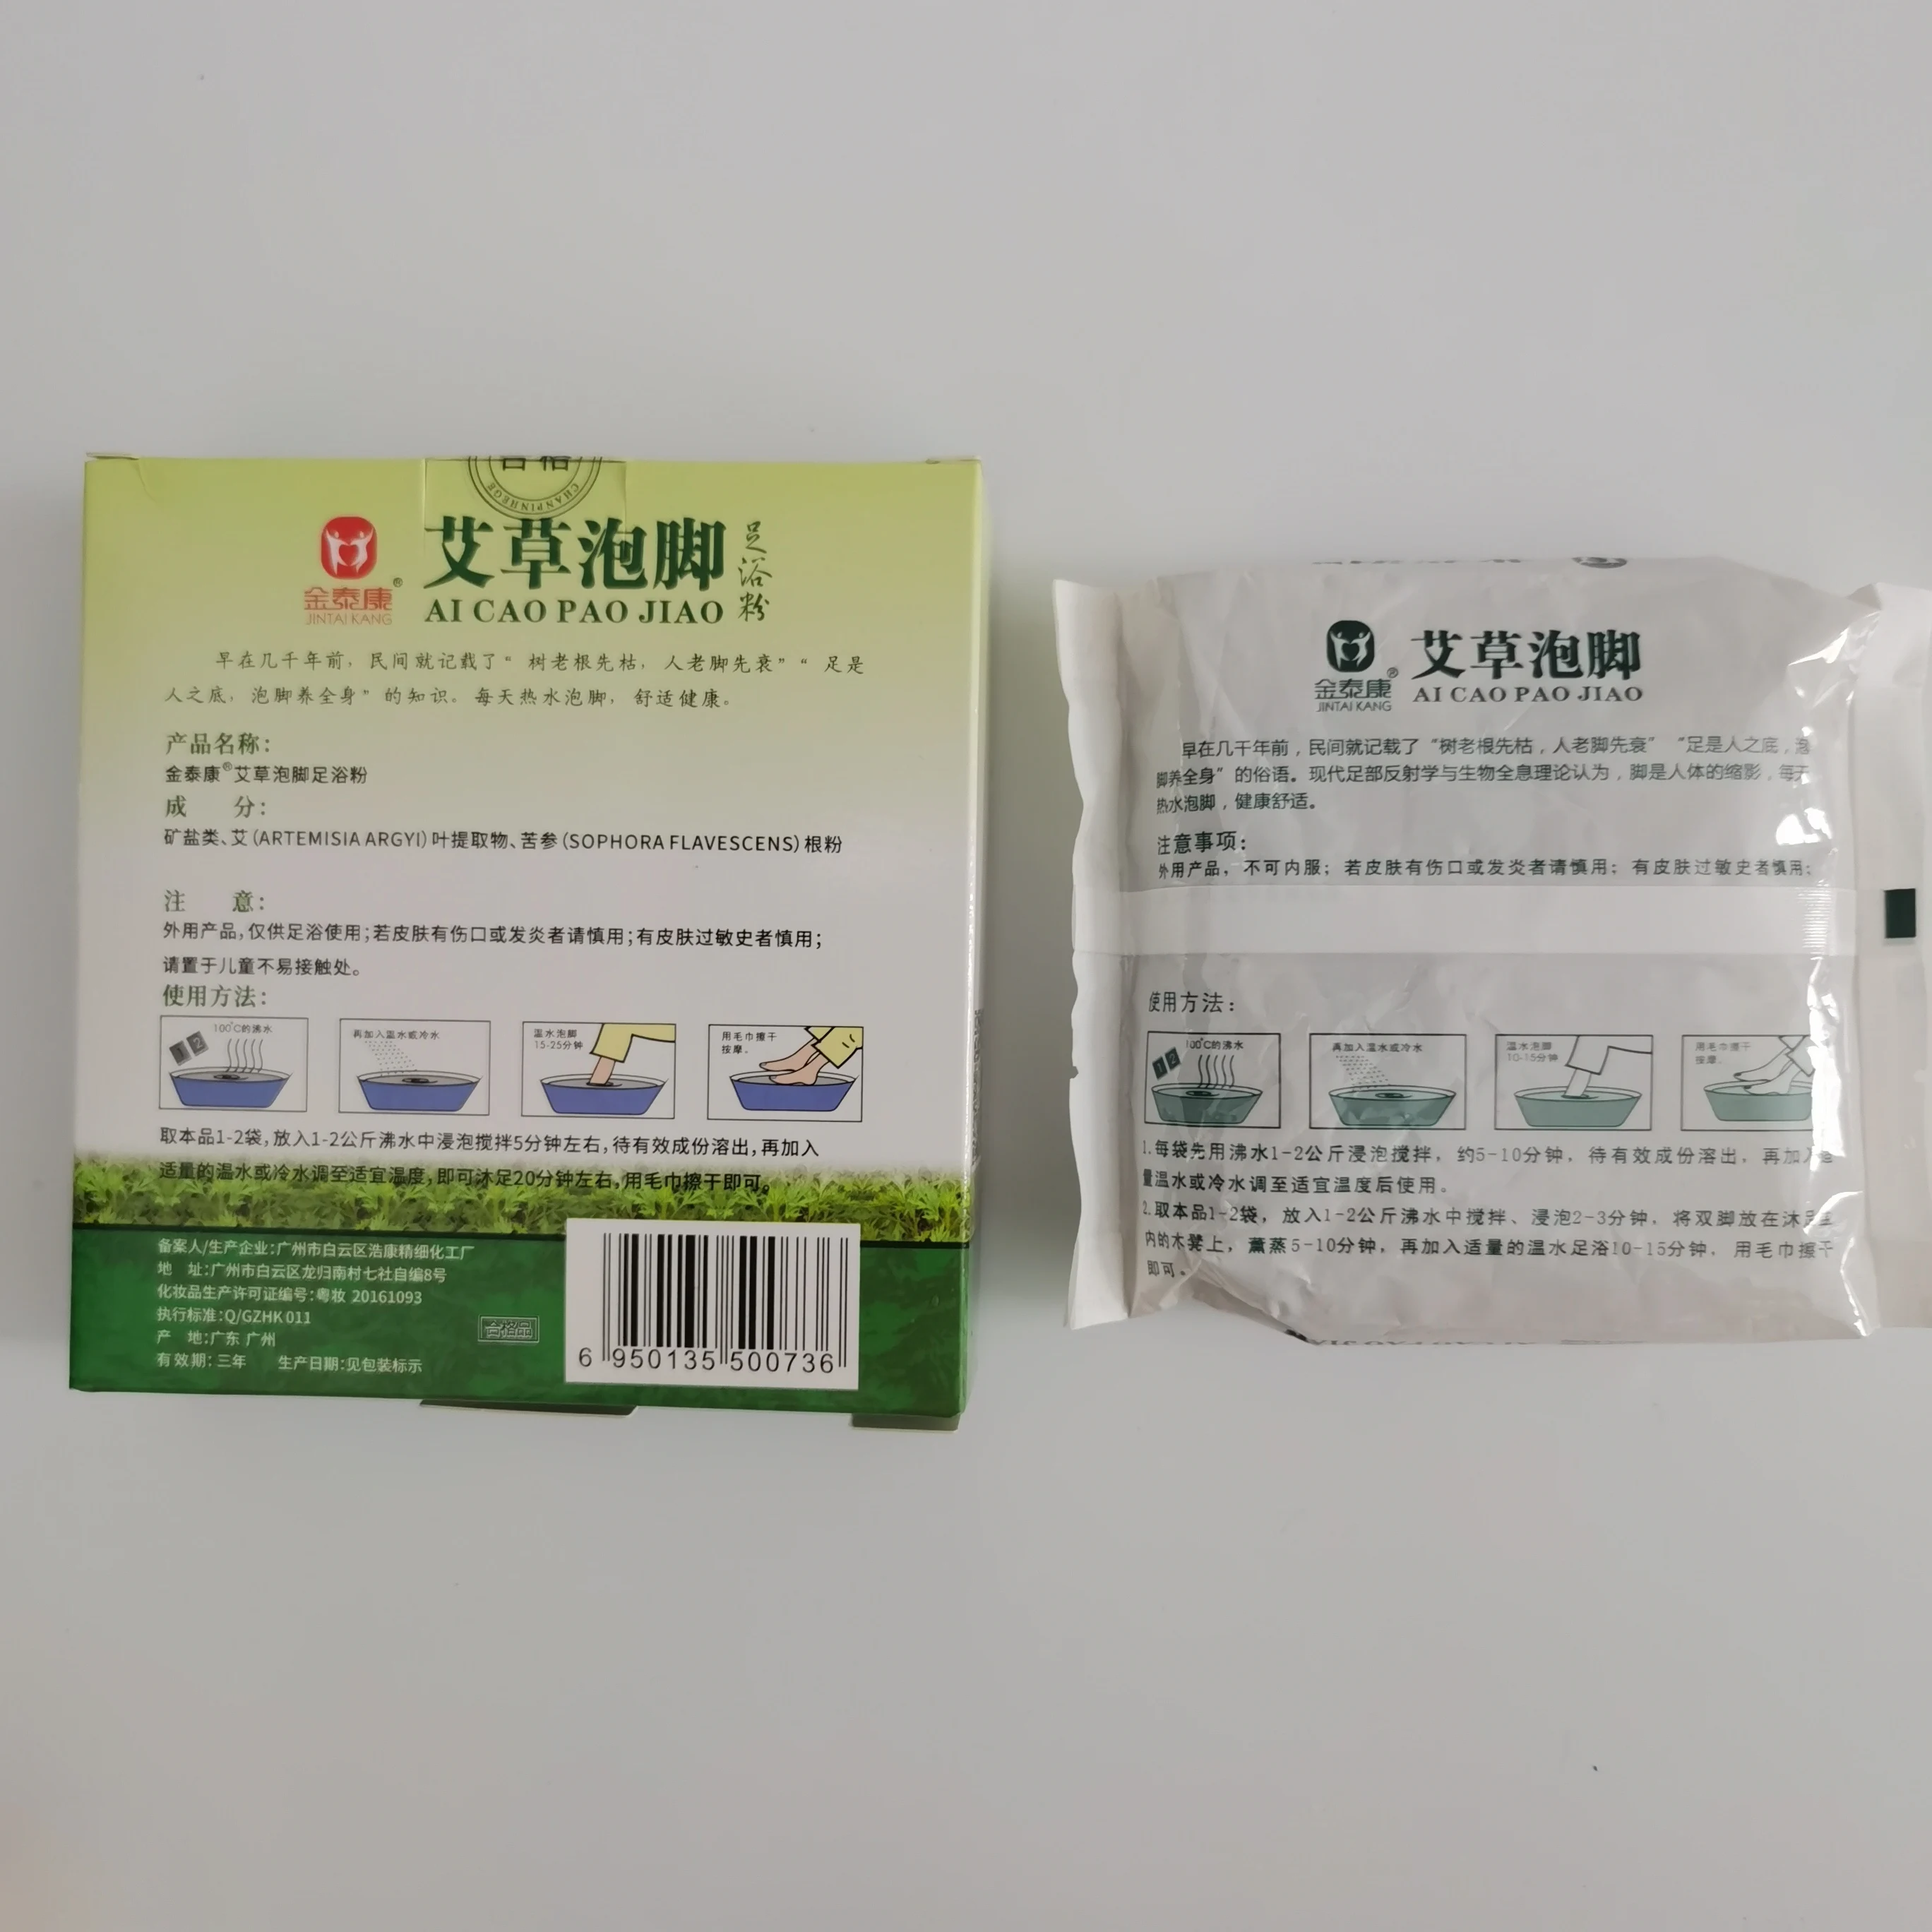 合格
CHANPINHEGE
金泰康®
JINTAI KANG
艾草泡脚
足浴粉
AI CAO PAO JIAO
早在几千年前，民间就记载了“树老根先枯，人老脚先衰”“足是
人之底，泡脚养全身”的知识。每天热水泡脚，舒适健康。
产品名称：
金泰康®艾草泡脚足浴粉
成 分：
矿盐类、艾（ARTEMISIA ARGYI）叶提取物、苦参（SOPHORA FLAVESCENS）根粉
注 意：
外用产品，仅供足浴使用；若皮肤有伤口或发炎者请慎用；有皮肤过敏史者慎用；
请置于儿童不易接触处。
使用方法：
1 2
100°C的沸水
再加入温水或冷水
温水泡脚
15-25分钟
用毛巾擦干
按摩。
取本品1-2袋，放入1-2公斤沸水中浸泡搅拌5分钟左右，待有效成份溶出，再加入
适量的温水或冷水调至适宜温度，即可沐足20分钟左右，用毛巾擦干即可。
备案人/生产企业：广州市白云区浩康精细化工厂
地 址：广州市白云区龙归南村七社自编8号
化妆品生产许可证编号：粤妆 20161093
执行标准：Q/GZHK 011
产 地：广东 广州
有效期：三年 生产日期：见包装标示
合格品
6 950135 500736
金泰康®
JINTAI KANG
艾草泡脚
AI CAO PAO JIAO
早在几千年前，民间就记载了“树老根先枯，人老脚先衰” “足是人之底，泡
脚养全身”的俗语。现代足部反射学与生物全息理论认为，脚是人体的缩影，每天
热水泡脚，健康舒适。
注意事项：
外用产品，不可内服；若皮肤有伤口或发炎者请慎用；有皮肤过敏史者慎用；
使用方法：
1 2
100°C的沸水
再加入温水或冷水
温水泡脚
10-15分钟
用毛巾擦干
按摩。
1.每袋先用沸水1-2公斤浸泡搅拌，约5-10分钟，待有效成份溶出，再加入适
量温水或冷水调至适宜温度后使用。
2.取本品1-2袋，放入1-2公斤沸水中搅拌、浸泡2-3分钟，将双脚放在沐足
内的木凳上，薰蒸5-10分钟，再加入适量的温水足浴10-15分钟，用毛巾擦干
即可。